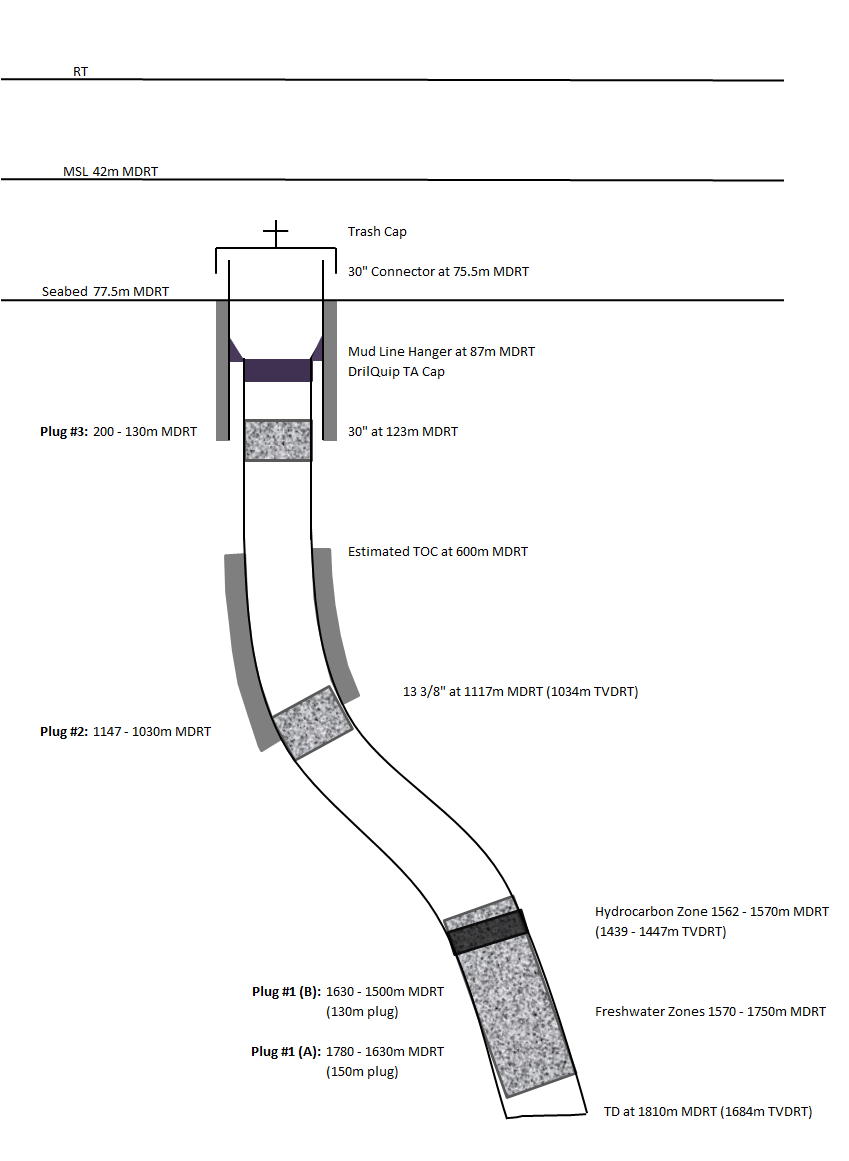 RT
MSL 42m MDRT
Trash Cap
30" Connector at 75.5m MDRT
Seabed 77.5m MDRT
Mud Line Hanger at 87m MDRT
DrilQuip TA Cap
Plug #3: 200 - 130m MDRT
30" at 123m MDRT
Estimated TOC at 600m MDRT
13 3/8" at 1117m MDRT (1034m TVDRT)
Plug #2: 1147 - 1030m MDRT
Hydrocarbon Zone 1562 - 1570m MDRT
(1439 - 1447m TVDRT)
Plug #1 (B): 1630 - 1500m MDRT
(130m plug)
Freshwater Zones 1570 - 1750m MDRT
Plug #1 (A): 1780 - 1630m MDRT
(150m plug)
TD at 1810m MDRT (1684m TVDRT)